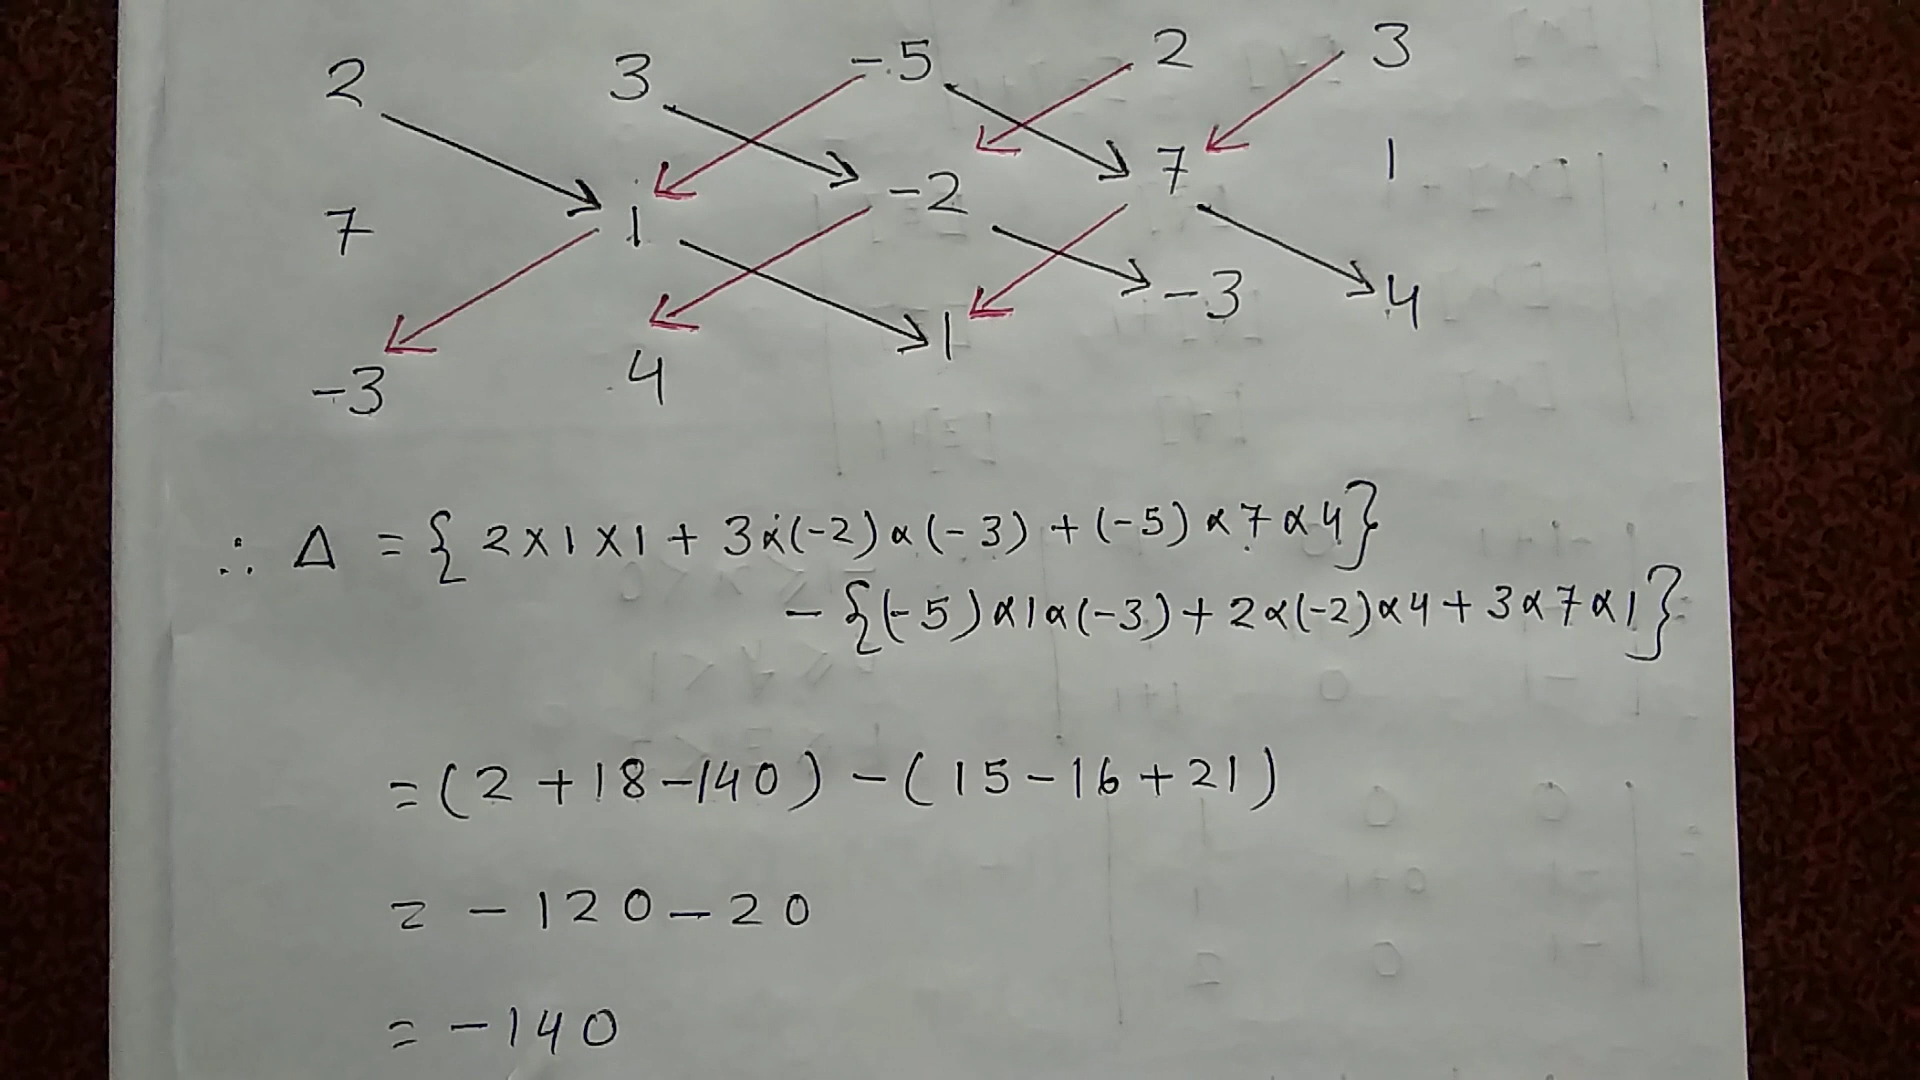 2 3 -5 2 3
7 1 -2 7 1
-3 4 1 -3 4
∴ Δ = {2×1×1+3×(-2)×(-3)+(-5)×7×4}
-{(-5)×1×(-3)+2×(-2)×4+3×7×1}
=(2+18-140)-(15-16+21)
= -120-20
= -140